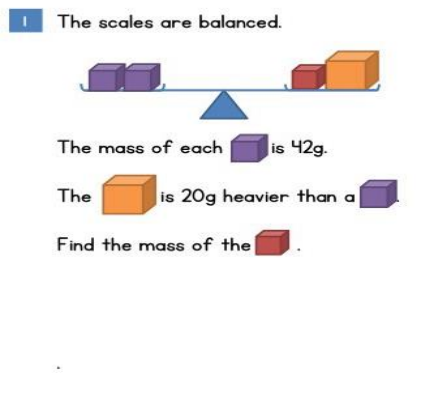 1 The scales are balanced.
The mass of each is 42g.
The is 20g heavier than a .
Find the mass of the .
.